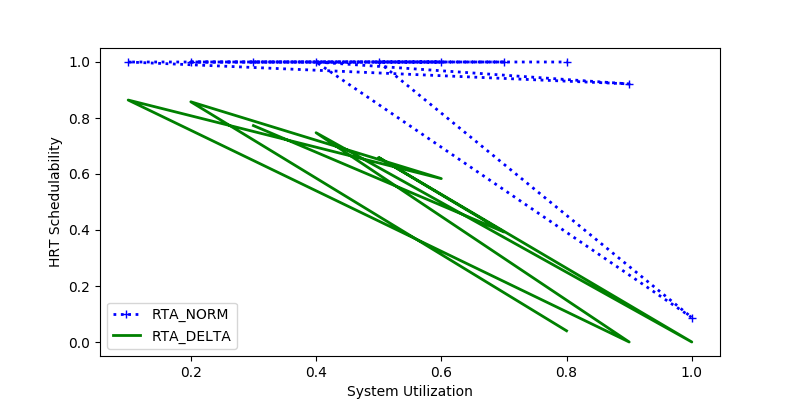 1.0
0.8
0.6
0.4
0.2
0.0
HRT Schedulability
RTA_NORM
RTA_DELTA
0.2 0.4 0.6 0.8 1.0
System Utilization